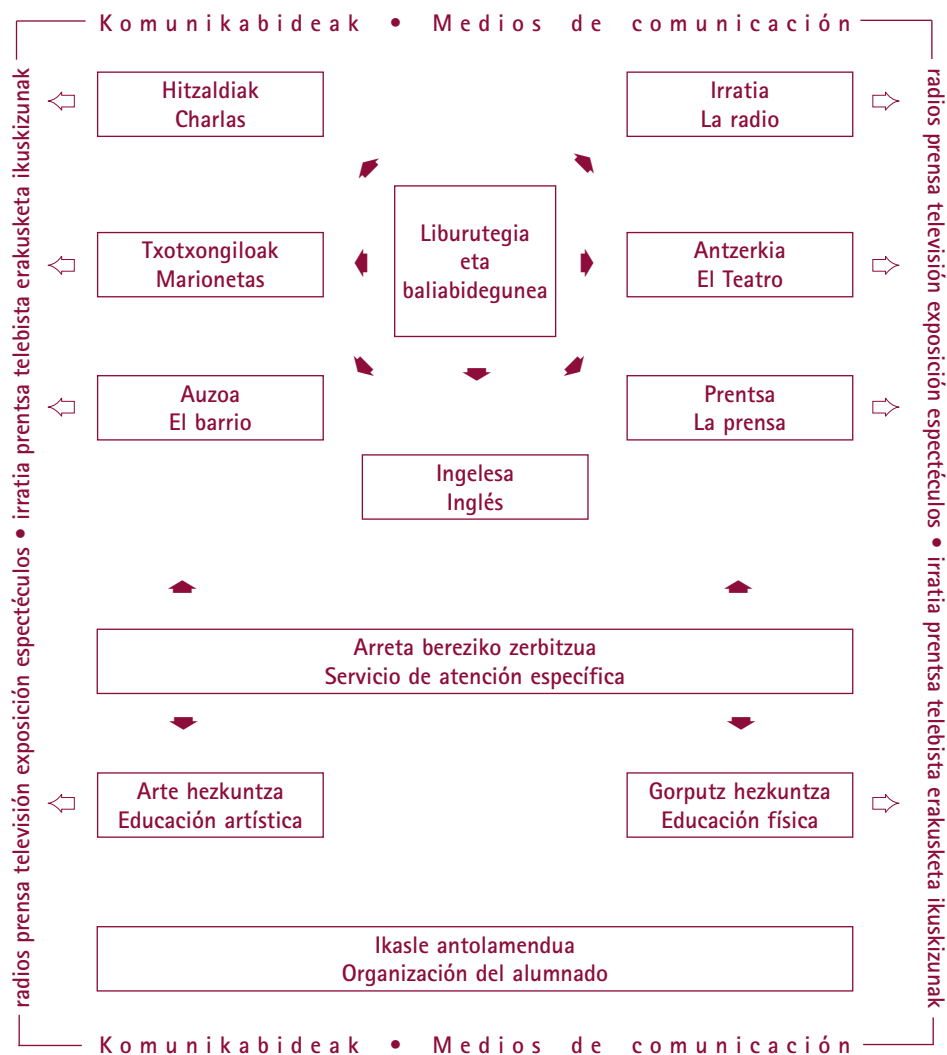 Komunikabideak • Medios de comunicación
radios prensa televisión exposición espectéculos • irratia prentsa telebista erakusketa ikuskizunak
radios prensa televisión exposición espectéculos • irratia prentsa telebista erakusketa ikuskizunak
Hitzaldiak
Charlas
Irratia
La radio
Liburutegia
eta
baliabidegunea
Txotxongiloak
Marionetas
Antzerkia
El Teatro
Auzoa
El barrio
Prentsa
La prensa
Ingelesa
Inglés
Arreta bereziko zerbitzua
Servicio de atención específica
Arte hezkuntza
Educación artística
Gorputz hezkuntza
Educación física
Ikasle antolamendua
Organización del alumnado
Komunikabideak • Medios de comunicación